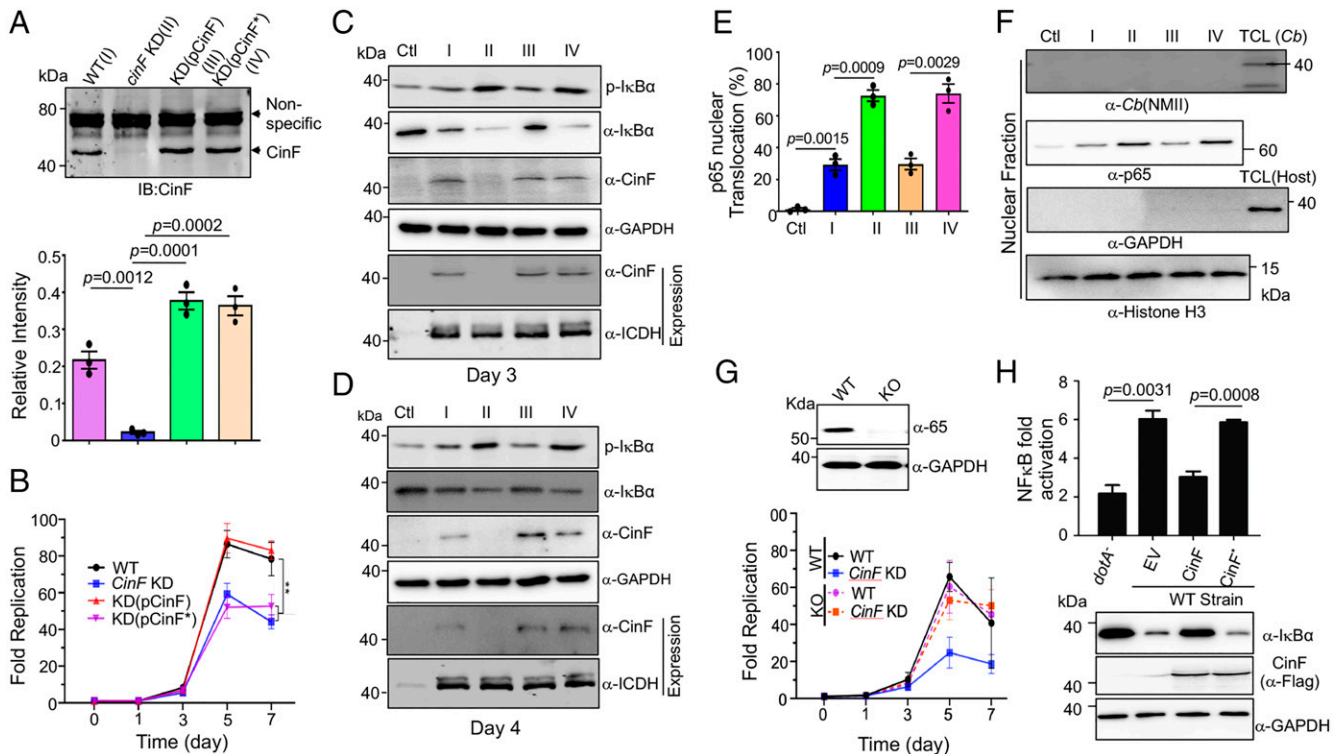 A
kDa
WT(I)
cinF KD(II)
KD(pCinF)
(III)
KD(pCinF*)
(IV)
80
40
Non-
specific
CinF
IB:CinF
p=0.0002
p=0.0001
p=0.0012
Relative Intensity
0.4
0.2
0.0
B
Fold Replication
100
80
60
40
20
0
WT
CinF KD
KD(pCinF)
KD(pCinF*)
**
0 1 3 5 7
Time (day)
C
kDa Ctl I II III IV
40 p-IκBα
40 α-IκBα
40 α-CinF
40 α-GAPDH
40 α-CinF
40 α-ICDH
Expression
Day 3
D
kDa Ctl I II III IV
40 p-IκBα
40 α-IκBα
40 α-CinF
40 α-GAPDH
40 α-CinF
40 α-ICDH
Expression
Day 4
E
p65 nuclear
Translocation (%)
p=0.0009
p=0.0029
p=0.0015
100
80
60
40
20
0
Ctl I II III IV
F
Ctl I II III IV TCL (Cb)
40
α-Cb(NMII)
60
α-p65
TCL(Host)
40
α-GAPDH
15
kDa
α-Histone H3
Nuclear Fraction
G
Kda WT KO
50 α-65
40 α-GAPDH
Fold Replication
00
80
60
40
20
0
WT
KO
WT
CinF KD
WT
CinF KD
0 1 3 5 7
Time (day)
H
NFκB fold
activation
p=0.0031
p=0.0008
8
6
4
2
0
dotA-
EV
CinF
CinF*
WT Strain
kDa
40 α-IκBα
CinF
(α-Flag)
40
40 α-GAPDH